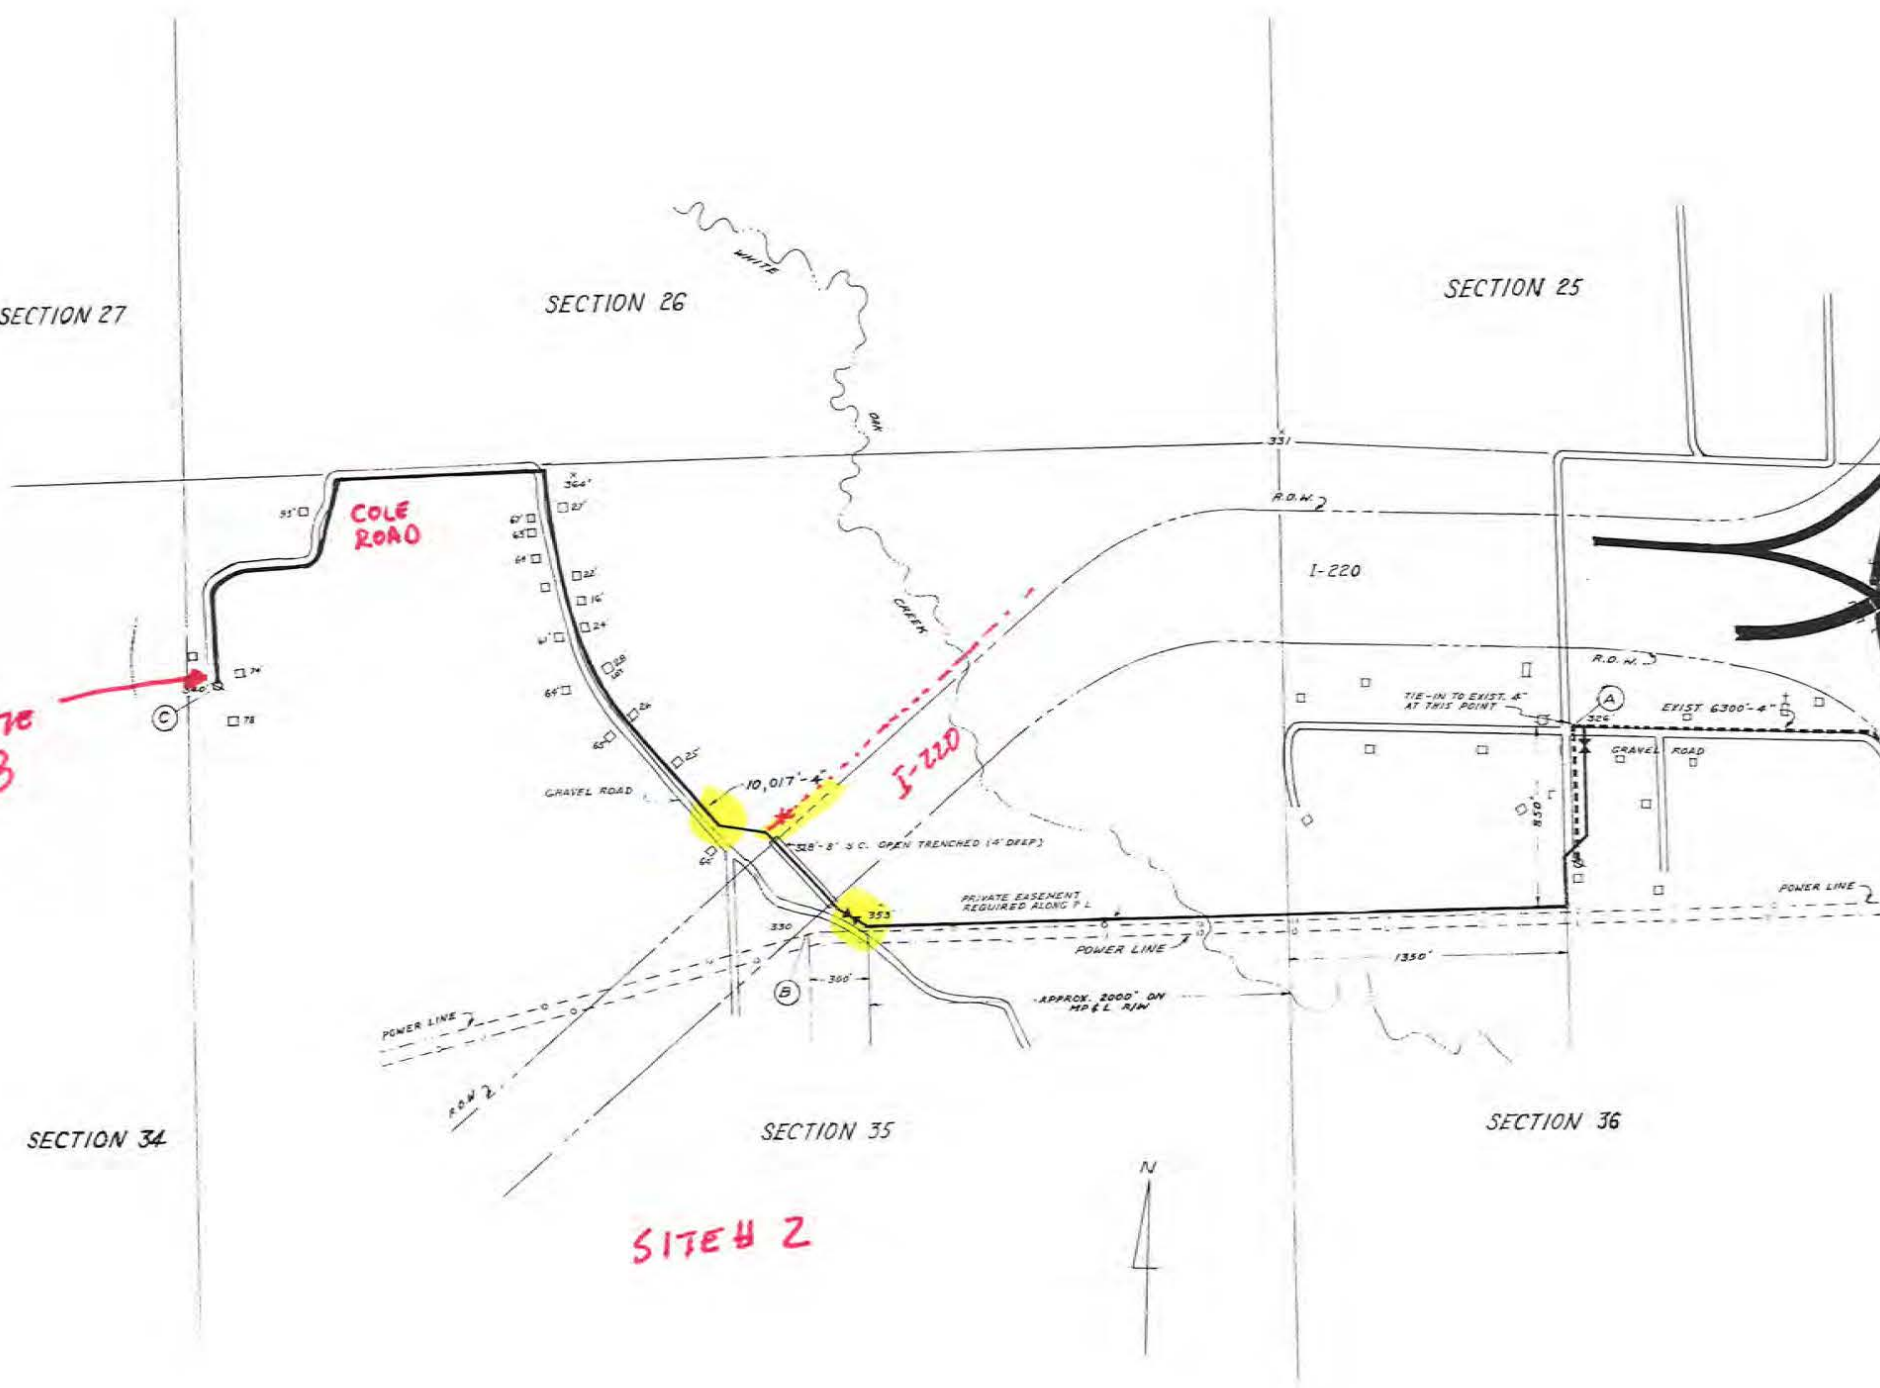 WHITE
OAK
CREEK
SECTION 27
SECTION 26
SECTION 25
331
364'
R.O.W.
I-220
95'
COLE
ROAD
67'
27'
65'
64'
22'
16'
24'
61'
28
64'
26
65'
25'
74'
78
C
B
10,017'-4"
I-220
GRAVEL ROAD
R.O.W.
TIE-IN TO EXIST. 4"
AT THIS POINT
A
326'
EXIST 6300'-4"
GRAVEL ROAD
850'
328'-8" S.C. OPEN TRENCHED (4' DEEP)
PRIVATE EASEMENT
REQUIRED ALONG P L
353'
330
POWER LINE
POWER LINE
1350'
300'
APPROX. 2000' ON
MP&L R/W
POWER LINE
R.O.W.
SECTION 34
SECTION 35
SECTION 36
N
SITE # 2